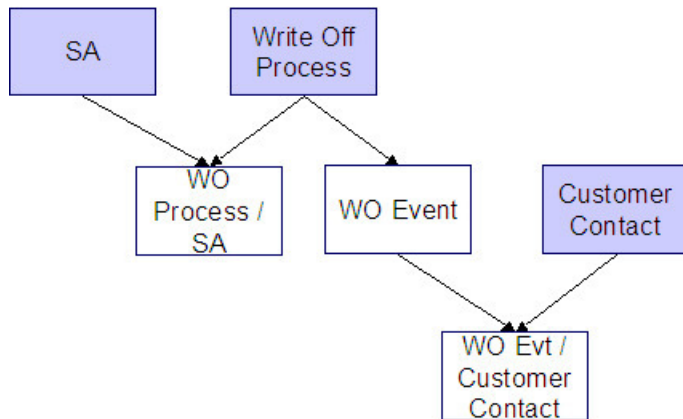 SA
Write Off
Process
WO
Process /
SA
WO Event
Customer
Contact
WO Evt /
Customer
Contact